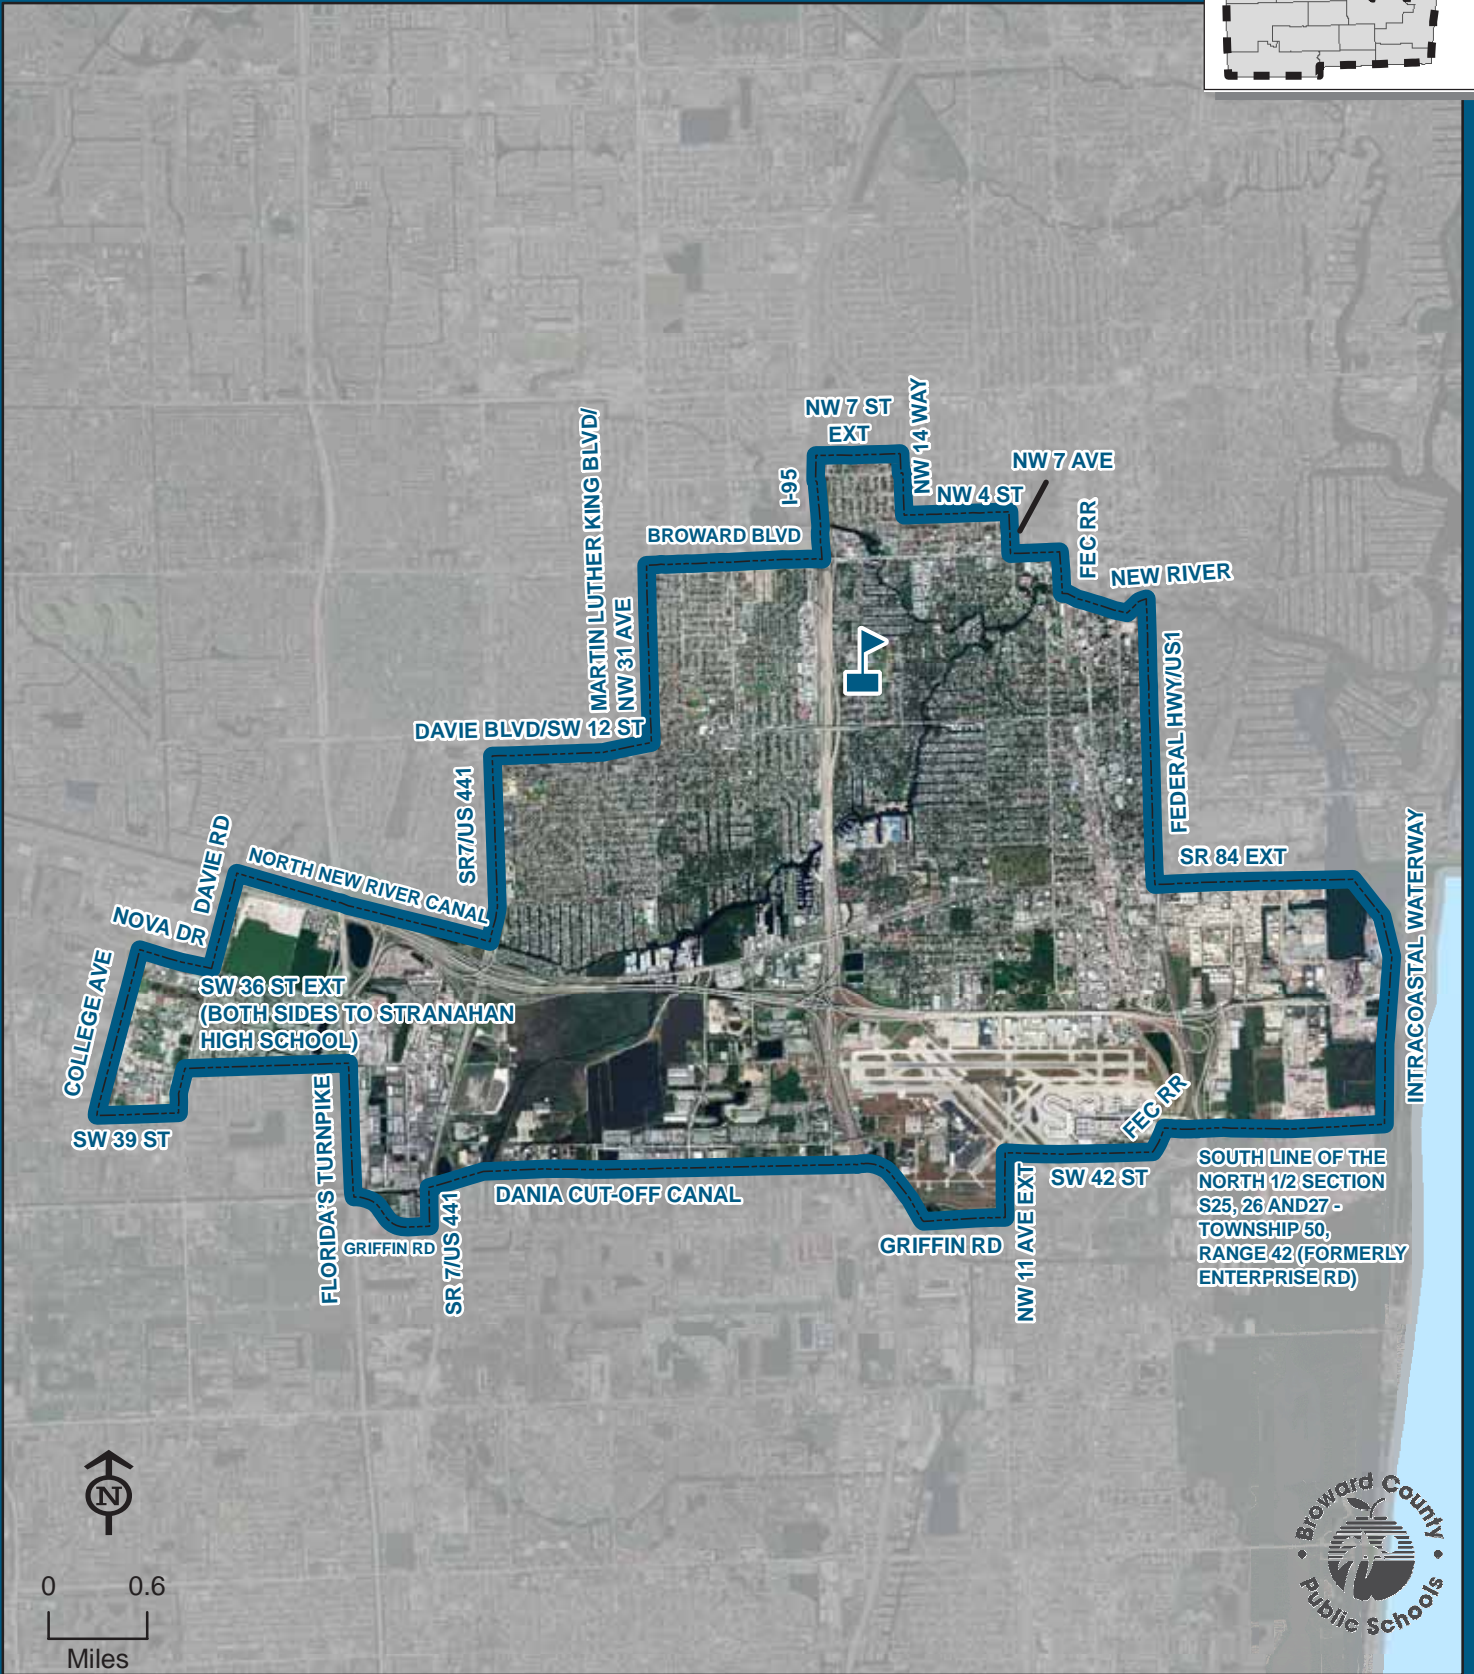 NW 7 ST
EXT
NW 14 WAY
I-95
NW 4 ST
NW 7 AVE
FEC RR
NEW RIVER
BROWARD BLVD
MARTIN LUTHER KING BLVD/
NW 31 AVE
DAVIE BLVD/SW 12 ST
SR7/US 441
FEDERAL HWY/US1
SR 84 EXT
INTRACOASTAL WATERWAY
DAVIE RD
NORTH NEW RIVER CANAL
NOVA DR
COLLEGE AVE
SW 36 ST EXT
(BOTH SIDES TO STRANAHAN
HIGH SCHOOL)
SW 39 ST
FLORIDA'S TURNPIKE
GRIFFIN RD
SR 7/US 441
DANIA CUT-OFF CANAL
GRIFFIN RD
NW 11 AVE EXT
SW 42 ST
FEC RR
SOUTH LINE OF THE
NORTH 1/2 SECTION
S25, 26 AND27 -
TOWNSHIP 50,
RANGE 42 (FORMERLY
ENTERPRISE RD)
N
0 0.6
Miles
Broward County
Public Schools